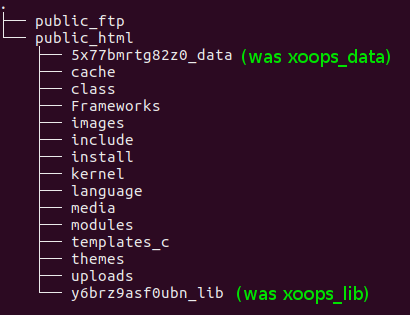 .
public_ftp
public_html
5x77bmrtg82z0_data (was xoops_data)
cache
class
Frameworks
images
include
install
kernel
language
media
modules
templates_c
themes
uploads
y6brz9asf0ubn_lib (was xoops_lib)